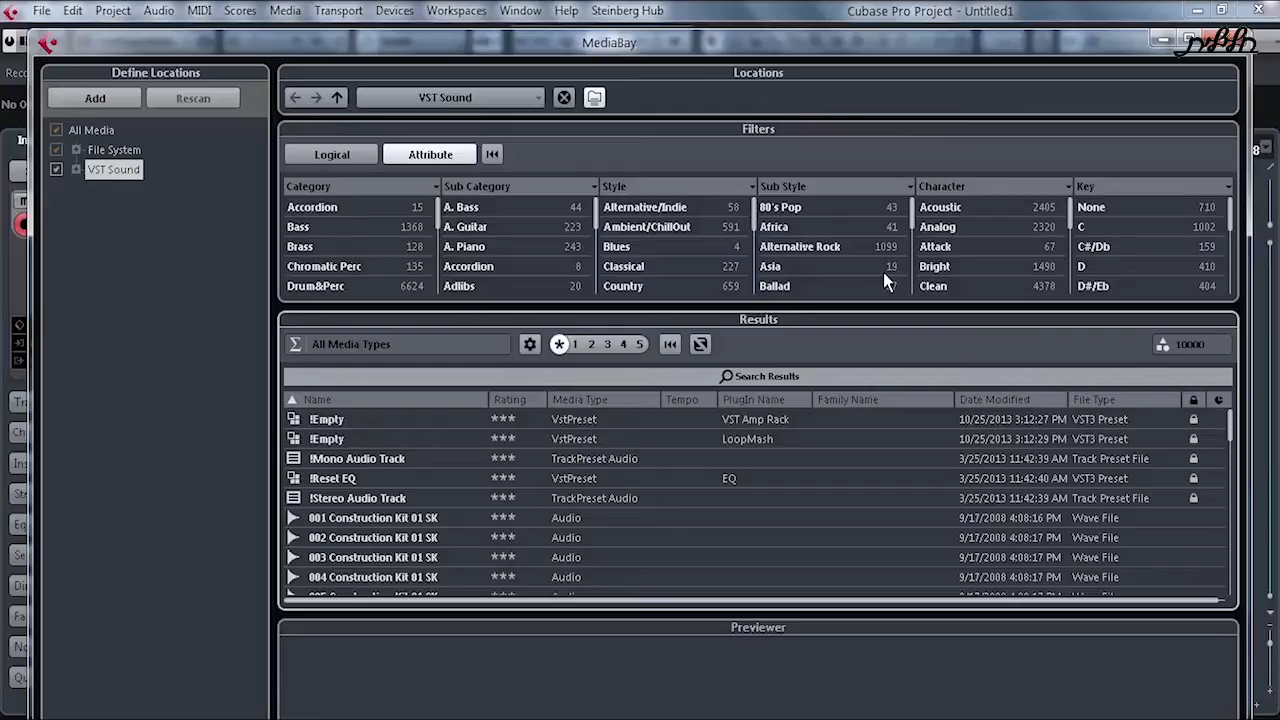 File Edit Project Audio MIDI Scores Media Transport Devices Workspaces Window Help Steinberg Hub Cubase Pro Project - Untitled1
MediaBay
Define Locations
Add Rescan
All Media
File System
VST Sound
Locations
VST Sound
Filters
Logical Attribute
Category Sub Category Style Sub Style Character Key
Accordion 15 A. Bass 44 Alternative/Indie 58 80's Pop 43 Acoustic 2405 None 710
Bass 1368 A. Guitar 223 Ambient/ChillOut 591 Africa 41 Analog 2320 C 1002
Brass 128 A. Piano 243 Blues 4 Alternative Rock 1099 Attack 67 C#/Db 159
Chromatic Perc 135 Accordion 8 Classical 227 Asia 19 Bright 1490 D 410
Drum&Perc 6624 Adlibs 20 Country 659 Ballad Clean 4378 D#/Eb 404
Results
All Media Types 1 2 3 4 5 10000
Search Results
Name Rating Media Type Tempo PlugIn Name Family Name Date Modified File Type
!Empty *** VstPreset VST Amp Rack 10/25/2013 3:12:27 PM VST3 Preset
!Empty *** VstPreset LoopMash 10/25/2013 3:12:29 PM VST3 Preset
!Mono Audio Track *** TrackPreset Audio 3/25/2013 11:42:39 AM Track Preset File
!Reset EQ *** VstPreset EQ 3/25/2013 11:42:40 AM VST3 Preset
!Stereo Audio Track *** TrackPreset Audio 3/25/2013 11:42:39 AM Track Preset File
001 Construction Kit 01 SK *** Audio 9/17/2008 4:08:16 PM Wave File
002 Construction Kit 01 SK *** Audio 9/17/2008 4:08:17 PM Wave File
003 Construction Kit 01 SK *** Audio 9/17/2008 4:08:17 PM Wave File
004 Construction Kit 01 SK *** Audio 9/17/2008 4:08:17 PM Wave File
Previewer